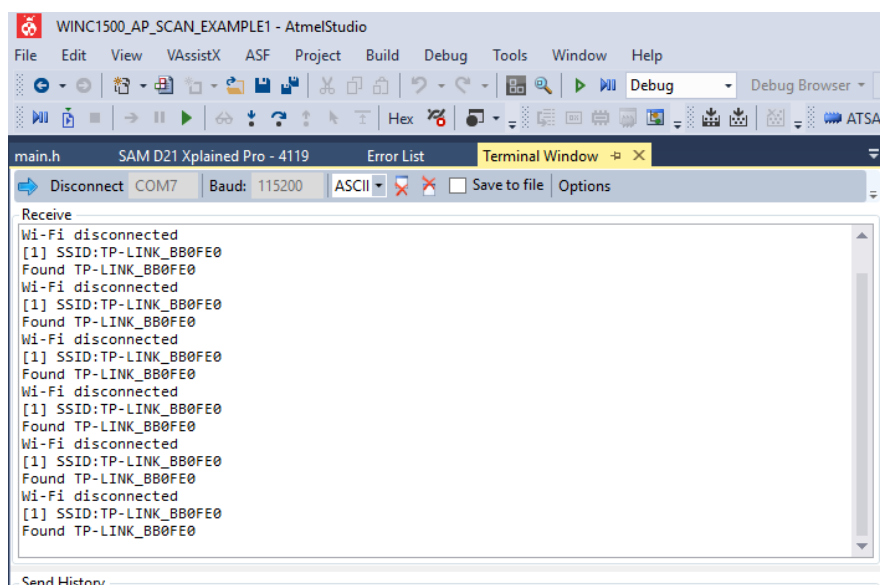 WINC1500_AP_SCAN_EXAMPLE1 - AtmelStudio
File Edit View VAssistX ASF Project Build Debug Tools Window Help
Debug Debug Browser
Hex ATSA
main.h SAM D21 Xplained Pro - 4119 Error List Terminal Window
Disconnect COM7 Baud: 115200 ASCII Save to file Options
Receive
Wi-Fi disconnected
[1] SSID:TP-LINK_BB0FE0
Found TP-LINK_BB0FE0
Wi-Fi disconnected
[1] SSID:TP-LINK_BB0FE0
Found TP-LINK_BB0FE0
Wi-Fi disconnected
[1] SSID:TP-LINK_BB0FE0
Found TP-LINK_BB0FE0
Wi-Fi disconnected
[1] SSID:TP-LINK_BB0FE0
Found TP-LINK_BB0FE0
Wi-Fi disconnected
[1] SSID:TP-LINK_BB0FE0
Found TP-LINK_BB0FE0
Wi-Fi disconnected
[1] SSID:TP-LINK_BB0FE0
Found TP-LINK_BB0FE0
Send History